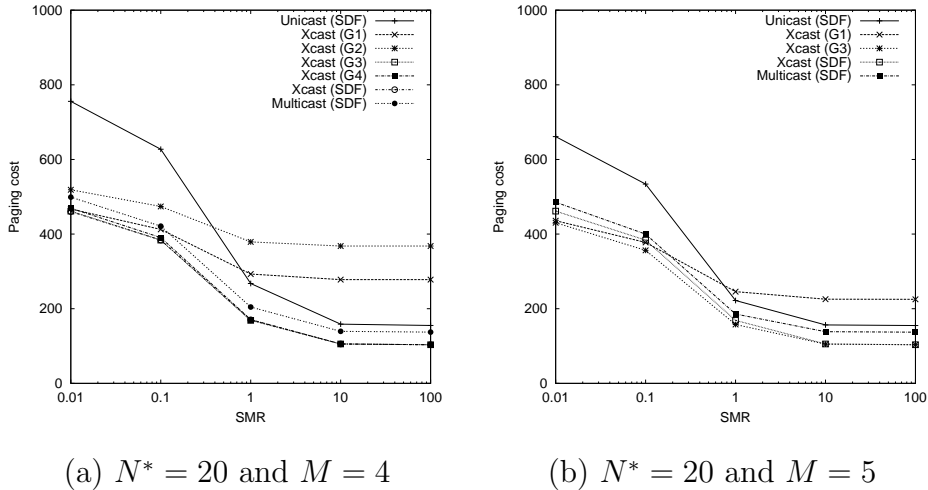 1000
800
600
400
200
0
0.01 0.1 1 10 100
Paging cost
SMR
Unicast (SDF)
Xcast (G1)
Xcast (G2)
Xcast (G3)
Xcast (G4)
Xcast (SDF)
Multicast (SDF)
(a) N* = 20 and M = 4
1000
800
600
400
200
0
0.01 0.1 1 10 100
Paging cost
SMR
Unicast (SDF)
Xcast (G1)
Xcast (G3)
Xcast (SDF)
Multicast (SDF)
(b) N* = 20 and M = 5